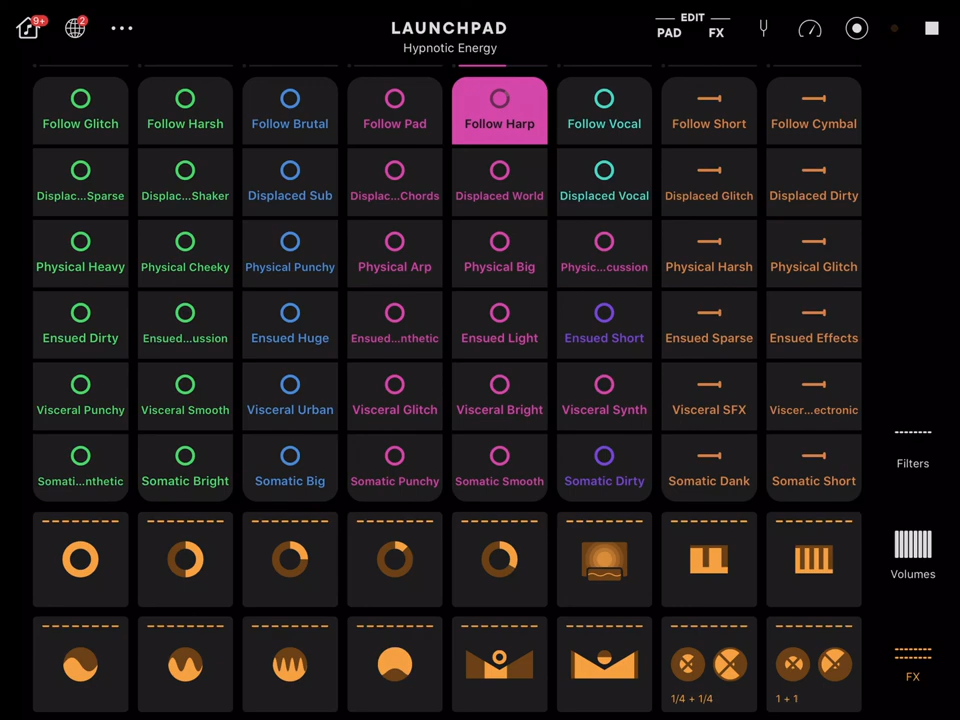 9+
2
LAUNCHPAD
Hypnotic Energy
EDIT
PAD FX
Follow Glitch
Follow Harsh
Follow Brutal
Follow Pad
Follow Harp
Follow Vocal
Follow Short
Follow Cymbal
Displac...Sparse
Displac...Shaker
Displaced Sub
Displac...Chords
Displaced World
Displaced Vocal
Displaced Glitch
Displaced Dirty
Physical Heavy
Physical Cheeky
Physical Punchy
Physical Arp
Physical Big
Physic...cussion
Physical Harsh
Physical Glitch
Ensued Dirty
Ensued...ussion
Ensued Huge
Ensued...nthetic
Ensued Light
Ensued Short
Ensued Sparse
Ensued Effects
Visceral Punchy
Visceral Smooth
Visceral Urban
Visceral Glitch
Visceral Bright
Visceral Synth
Visceral SFX
Viscer...ectronic
Somati...nthetic
Somatic Bright
Somatic Big
Somatic Punchy
Somatic Smooth
Somatic Dirty
Somatic Dank
Somatic Short
Filters
Volumes
FX
1/4 + 1/4
1 + 1